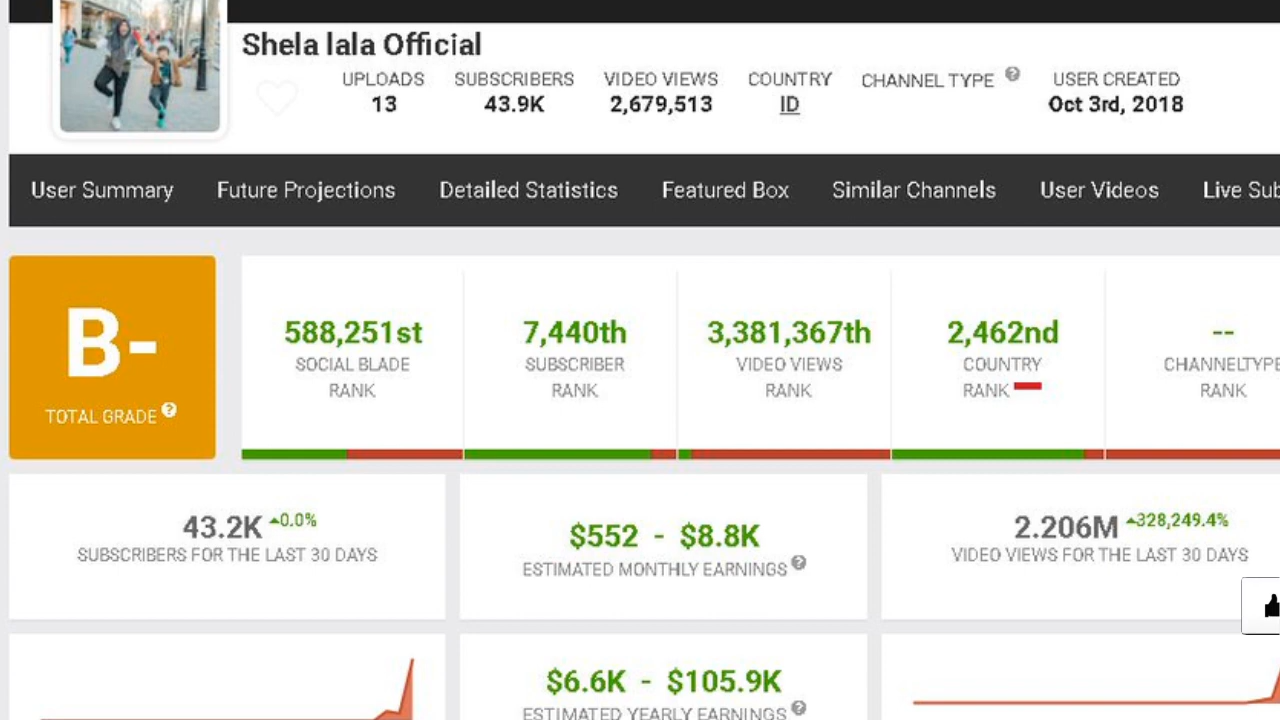 Shela lala Official
UPLOADS SUBSCRIBERS VIDEO VIEWS COUNTRY CHANNEL TYPE ? USER CREATED
13 43.9K 2,679,513 ID Oct 3rd, 2018
User Summary Future Projections Detailed Statistics Featured Box Similar Channels User Videos Live Sub
B-
TOTAL GRADE ?
588,251st 7,440th 3,381,367th 2,462nd --
SOCIAL BLADE SUBSCRIBER VIDEO VIEWS COUNTRY CHANNELTYPE
RANK RANK RANK RANK RANK
43.2K 0.0% $552 - $8.8K 2.206M 328,249.4%
SUBSCRIBERS FOR THE LAST 30 DAYS ESTIMATED MONTHLY EARNINGS ? VIDEO VIEWS FOR THE LAST 30 DAYS
$6.6K - $105.9K
ESTIMATED YEARLY EARNINGS ?